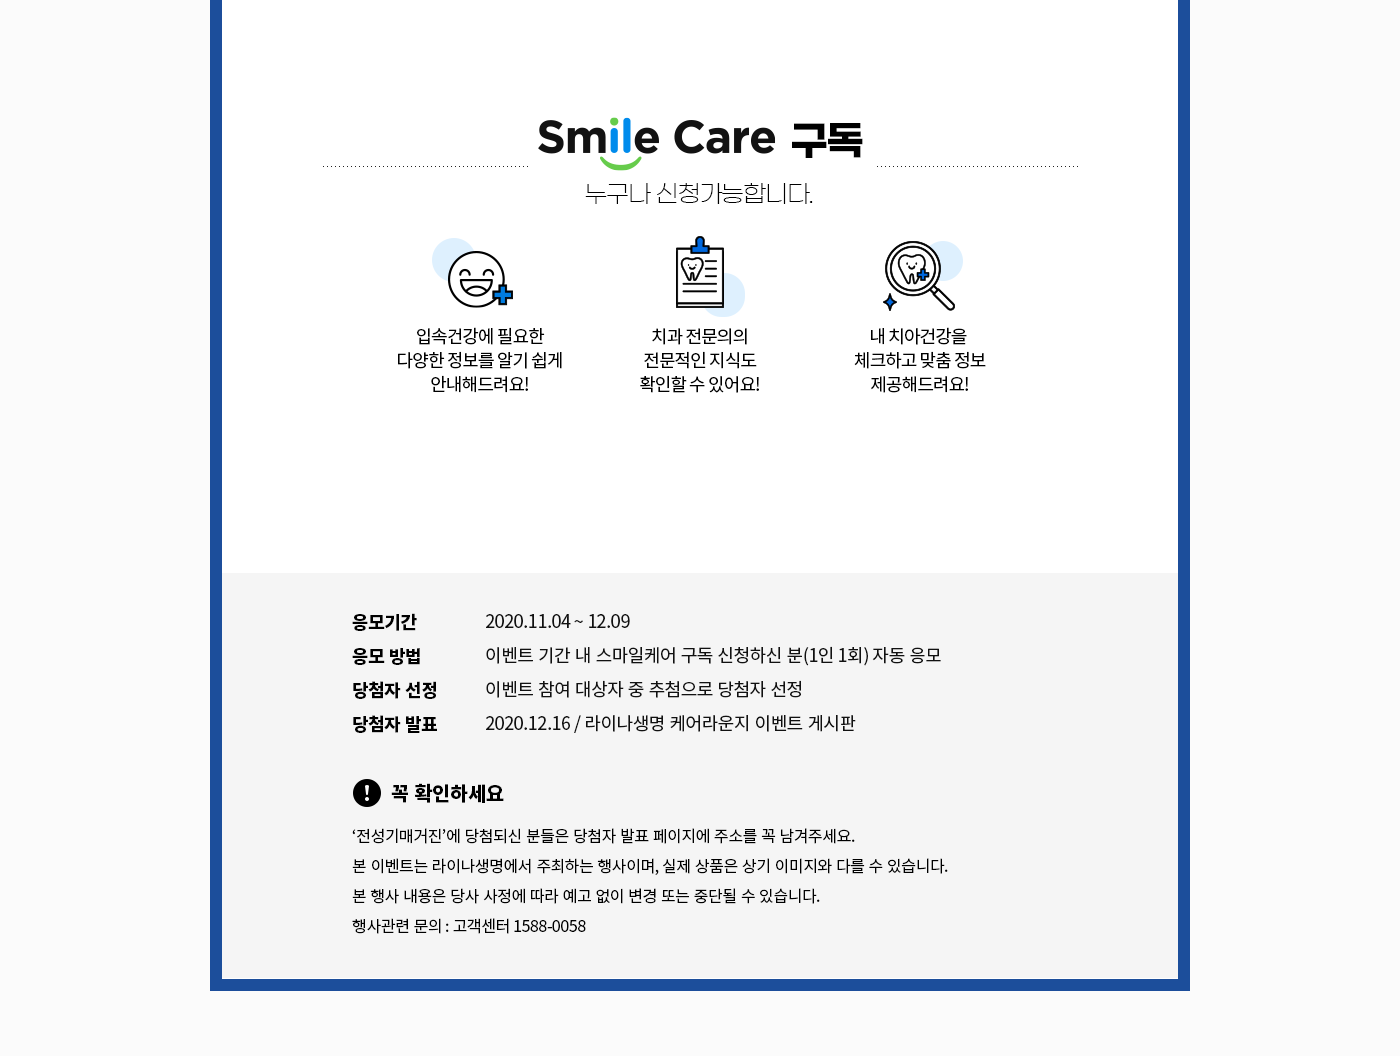 Smile Care 구독
누구나 신청가능합니다.
입속건강에 필요한
다양한 정보를 알기 쉽게
안내해드려요!
치과 전문의의
전문적인 지식도
확인할 수 있어요!
내 치아건강을
체크하고 맞춤 정보
제공해드려요!
응모기간 2020.11.04 ~ 12.09
응모 방법 이벤트 기간 내 스마일케어 구독 신청하신 분(1인 1회) 자동 응모
당첨자 선정 이벤트 참여 대상자 중 추첨으로 당첨자 선정
당첨자 발표 2020.12.16 / 라이나생명 케어라운지 이벤트 게시판
꼭 확인하세요
‘전성기매거진’에 당첨되신 분들은 당첨자 발표 페이지에 주소를 꼭 남겨주세요.
본 이벤트는 라이나생명에서 주최하는 행사이며, 실제 상품은 상기 이미지와 다를 수 있습니다.
본 행사 내용은 당사 사정에 따라 예고 없이 변경 또는 중단될 수 있습니다.
행사관련 문의 : 고객센터 1588-0058